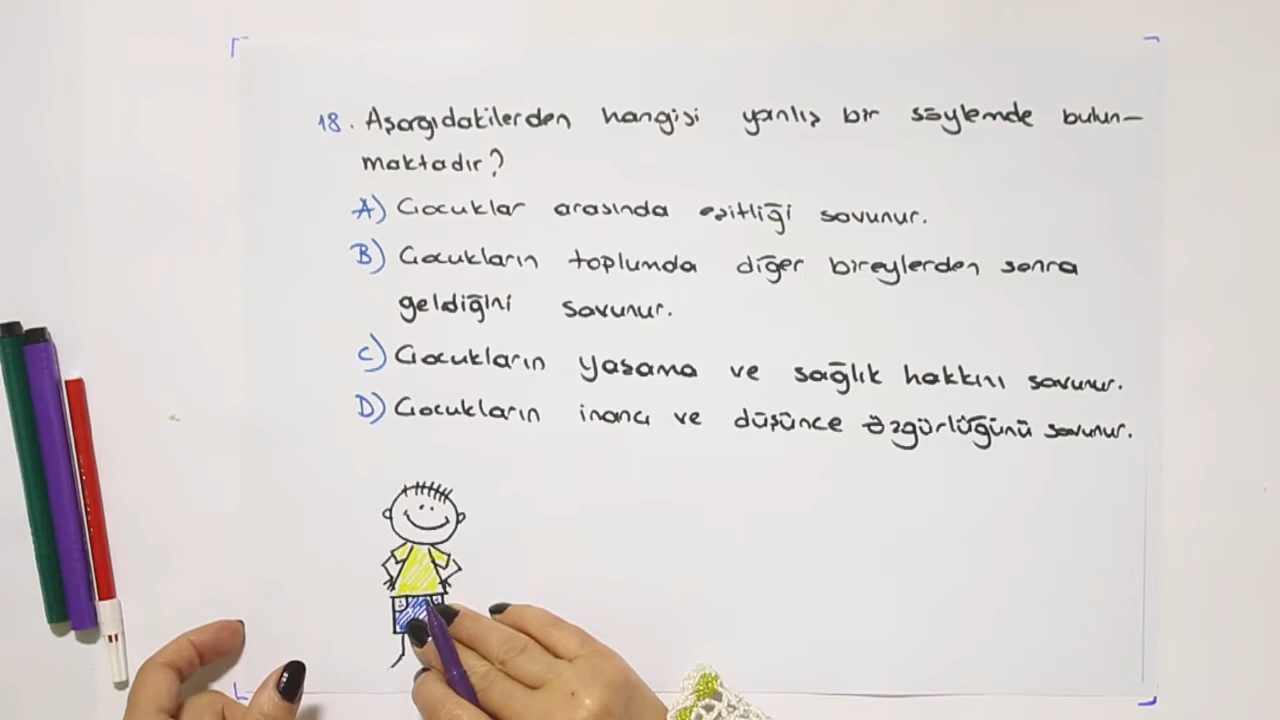 18. Aşağıdakilerden hangisi yanlış bir söylemde bulun-
maktadır?
A) Çocuklar arasında eşitliği savunur.
B) Çocukların toplumda diğer bireylerden sonra
geldiğini savunur.
C) Çocukların yaşama ve sağlık hakkını savunur.
D) Çocukların inancı ve düşünce özgürlüğünü savunur.